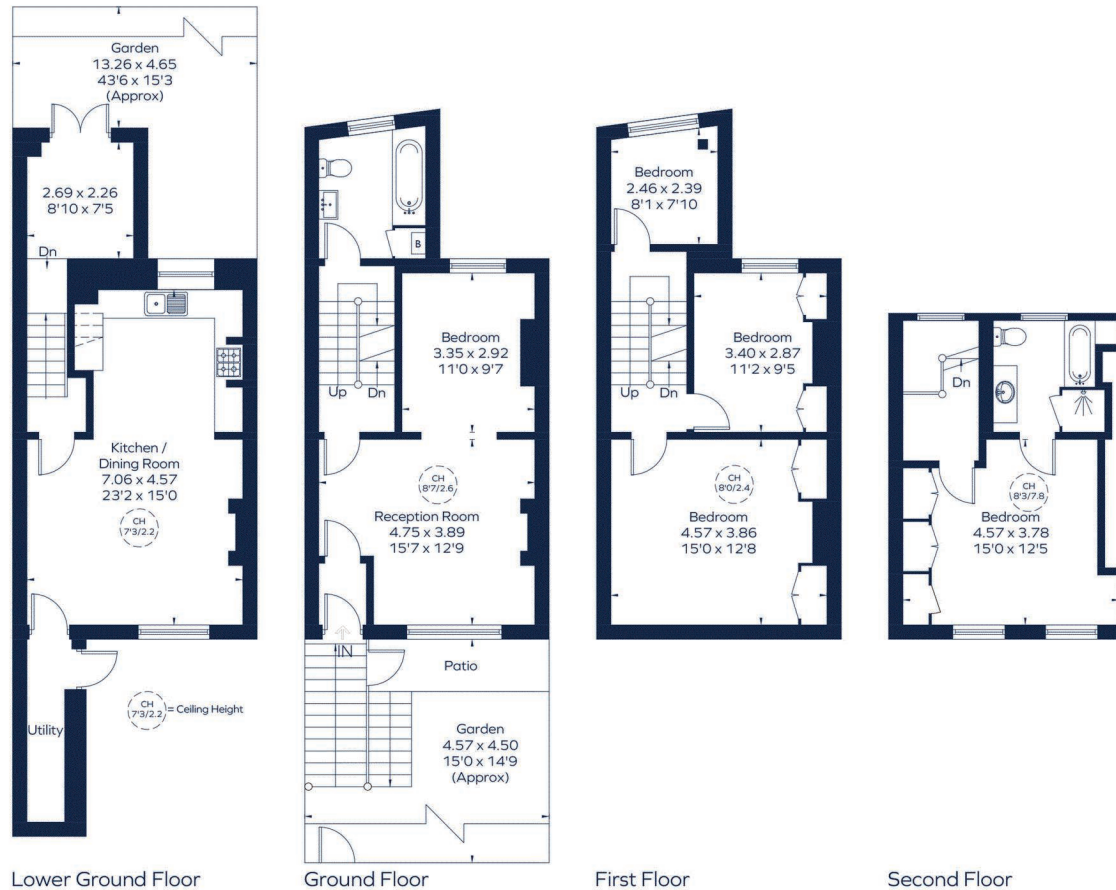 Garden
13.26 x 4.65
43'6 x 15'3
(Approx)
2.69 x 2.26
8'10 x 7'5
Dn
Kitchen /
Dining Room
7.06 x 4.57
23'2 x 15'0
CH
7'3/2.2
Utility
CH
7'3/2.2
= Ceiling Height
Lower Ground Floor
B
Bedroom
3.35 x 2.92
11'0 x 9'7
Up
Dn
CH
8'7/2.6
Reception Room
4.75 x 3.89
15'7 x 12'9
IN
Patio
Garden
4.57 x 4.50
15'0 x 14'9
(Approx)
Ground Floor
Bedroom
2.46 x 2.39
8'1 x 7'10
Bedroom
3.40 x 2.87
11'2 x 9'5
Up
Dn
CH
8'0/2.4
Bedroom
4.57 x 3.86
15'0 x 12'8
First Floor
Dn
CH
8'3/7.8
Bedroom
4.57 x 3.78
15'0 x 12'5
Second Floor